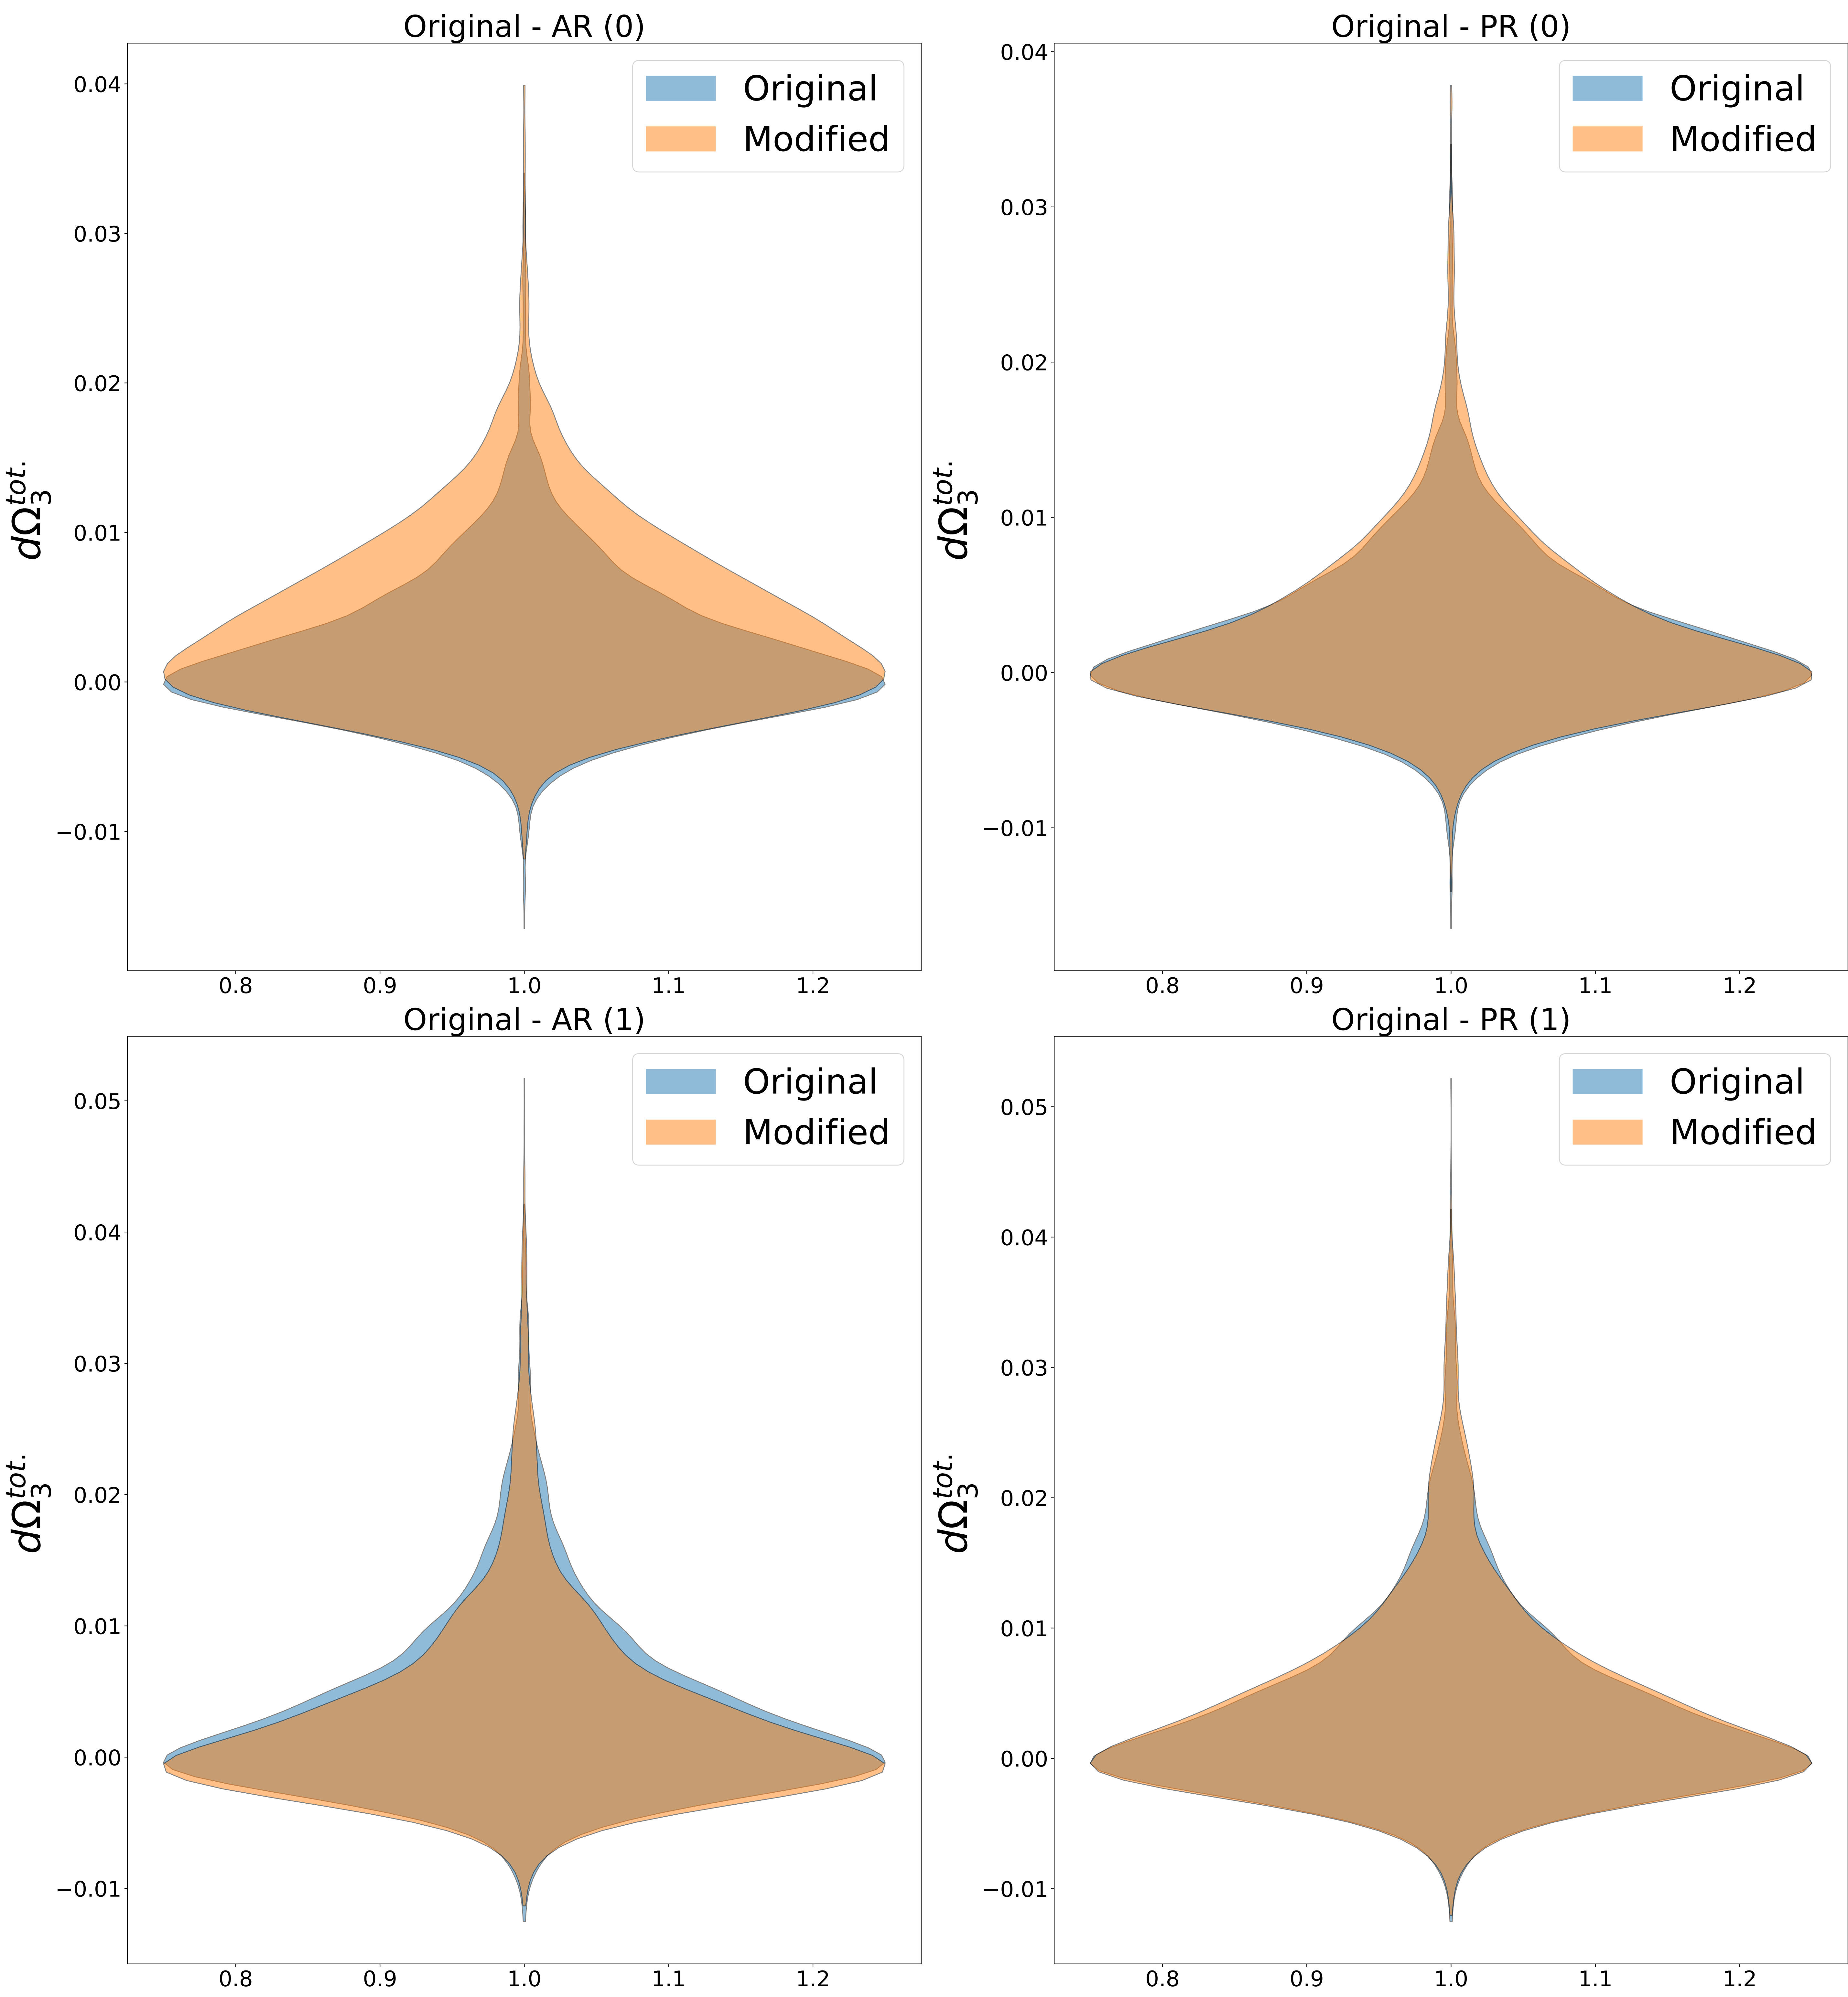 Original - AR (0)
Original
Modified
0.04
0.03
0.02
0.01
0.00
−0.01
dΩ₃ᵗᵒᵗ·
0.8 0.9 1.0 1.1 1.2
Original - PR (0)
Original
Modified
0.04
0.03
0.02
0.01
0.00
−0.01
dΩ₃ᵗᵒᵗ·
0.8 0.9 1.0 1.1 1.2
Original - AR (1)
Original
Modified
0.05
0.04
0.03
0.02
0.01
0.00
−0.01
dΩ₃ᵗᵒᵗ·
0.8 0.9 1.0 1.1 1.2
Original - PR (1)
Original
Modified
0.05
0.04
0.03
0.02
0.01
0.00
−0.01
dΩ₃ᵗᵒᵗ·
0.8 0.9 1.0 1.1 1.2